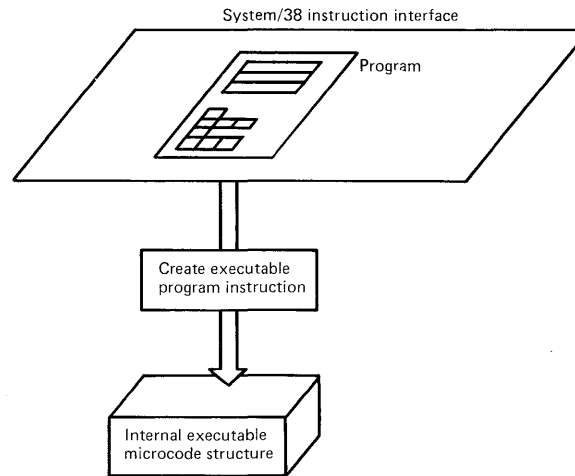 System/38 instruction interface
Program
Create executable
program instruction
Internal executable
microcode structure